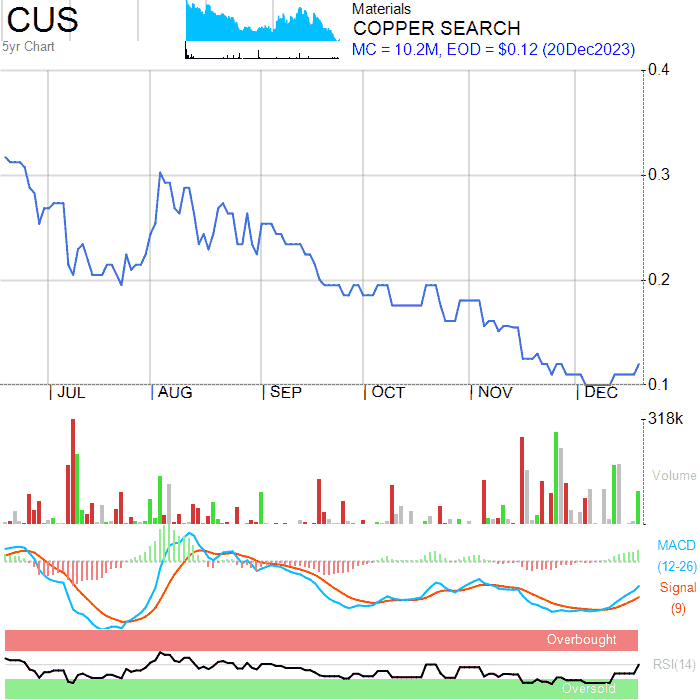 CUS
5yr Chart
Materials
COPPER SEARCH
MC = 10.2M, EOD = $0.12 (20Dec2023)
0.4
0.3
0.2
0.1
JUL AUG SEP OCT NOV DEC
318k
Volume
MACD
(12-26)
Signal
(9)
Overbought
RSI(14)
Oversold